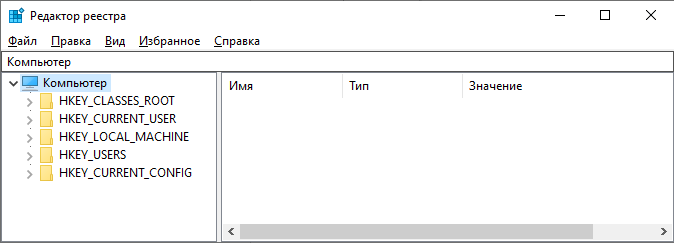 Редактор реестра
Файл Правка Вид Избранное Справка
Компьютер
Компьютер
HKEY_CLASSES_ROOT
HKEY_CURRENT_USER
HKEY_LOCAL_MACHINE
HKEY_USERS
HKEY_CURRENT_CONFIG
Имя Тип Значение